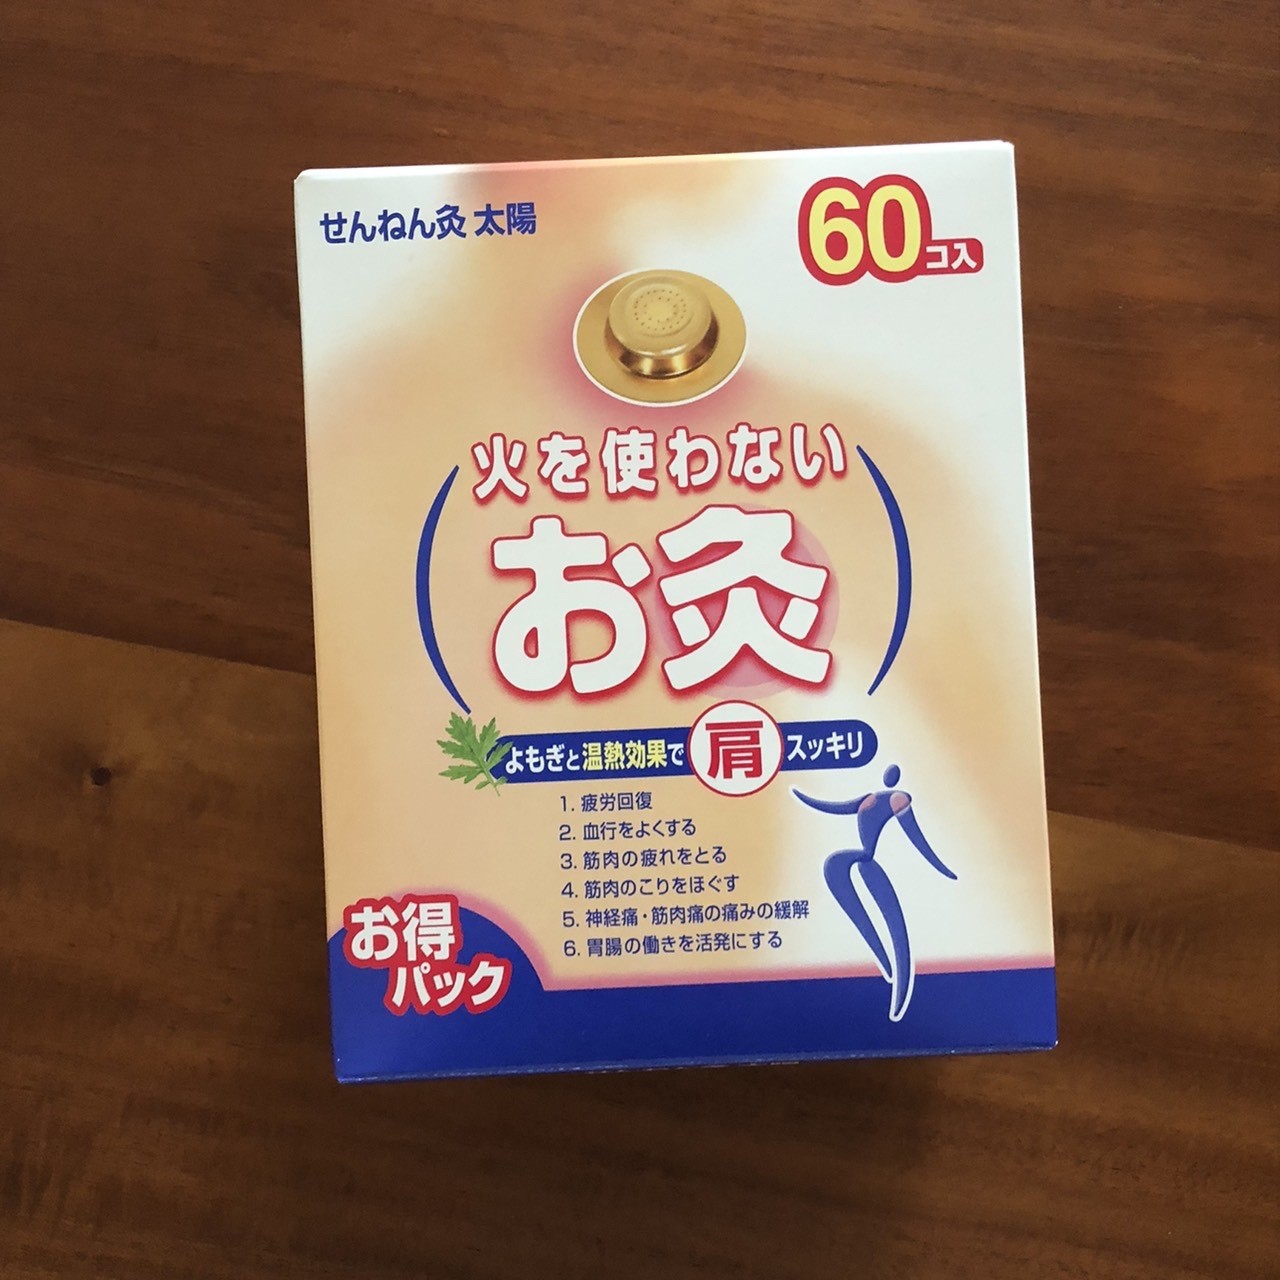 せんねん灸 太陽
60コ入
火を使わない
お灸
よもぎと温熱効果で肩スッキリ
1. 疲労回復
2. 血行をよくする
3. 筋肉の疲れをとる
4. 筋肉のこりをほぐす
5. 神経痛・筋肉痛の痛みの緩解
6. 胃腸の働きを活発にする
お得
パック